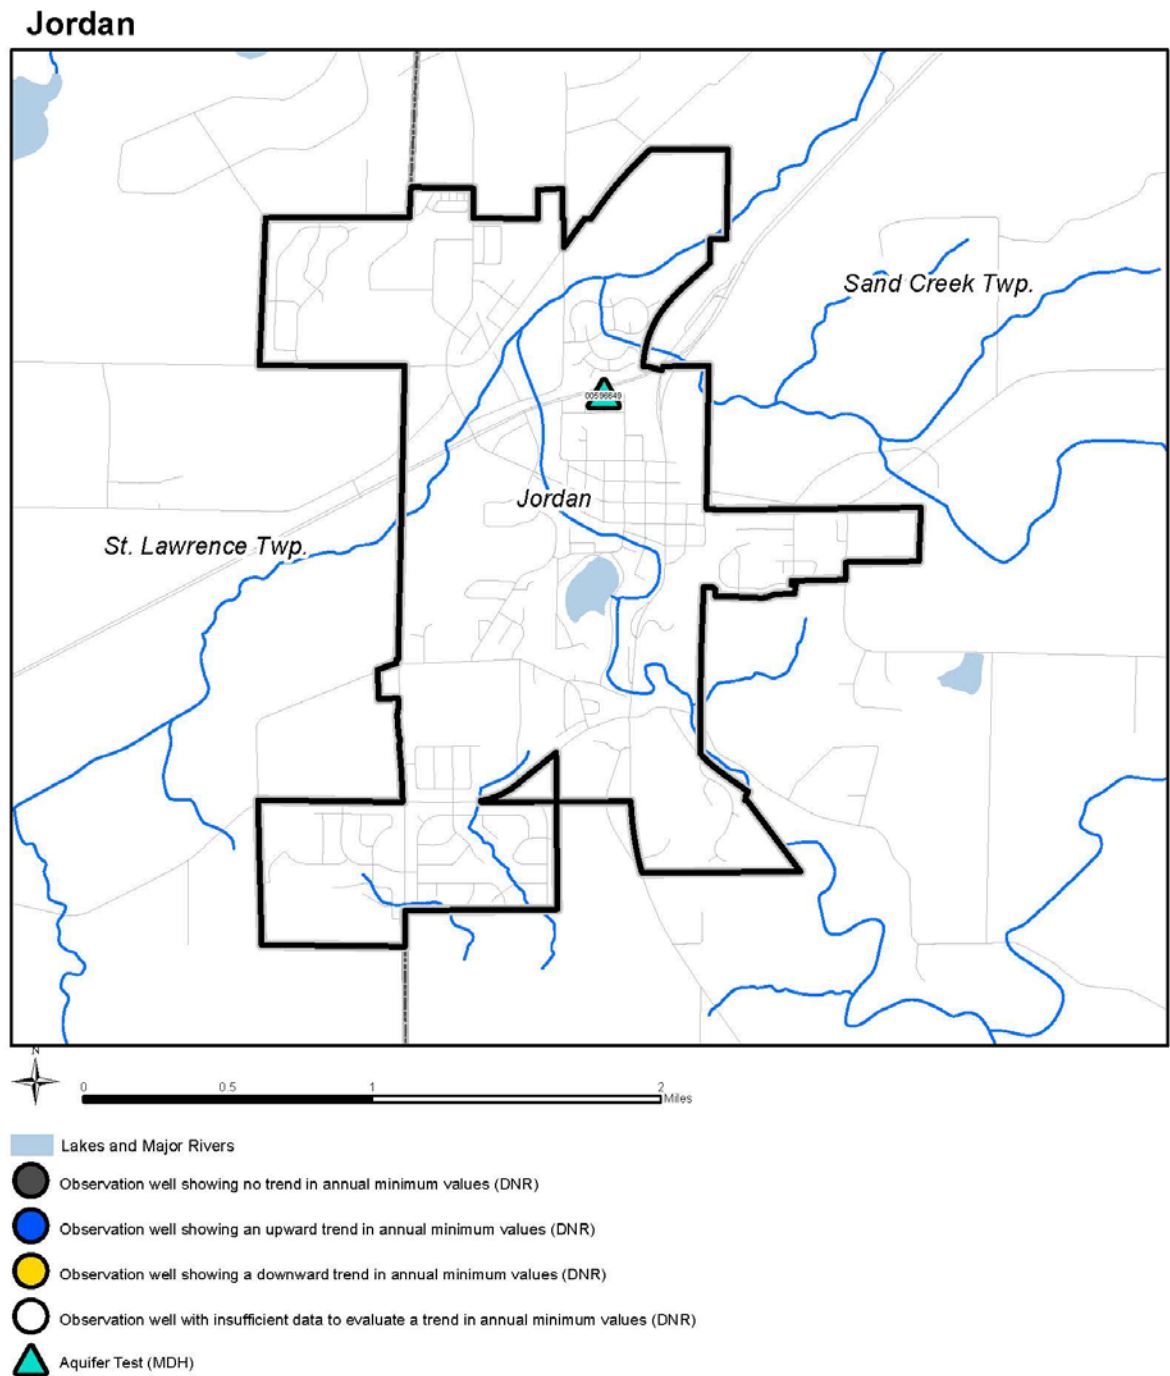 Jordan
Sand Creek Twp.
00596649
Jordan
St. Lawrence Twp.
N
0 0.5 1 2
Miles
Lakes and Major Rivers
Observation well showing no trend in annual minimum values (DNR)
Observation well showing an upward trend in annual minimum values (DNR)
Observation well showing a downward trend in annual minimum values (DNR)
Observation well with insufficient data to evaluate a trend in annual minimum values (DNR)
Aquifer Test (MDH)